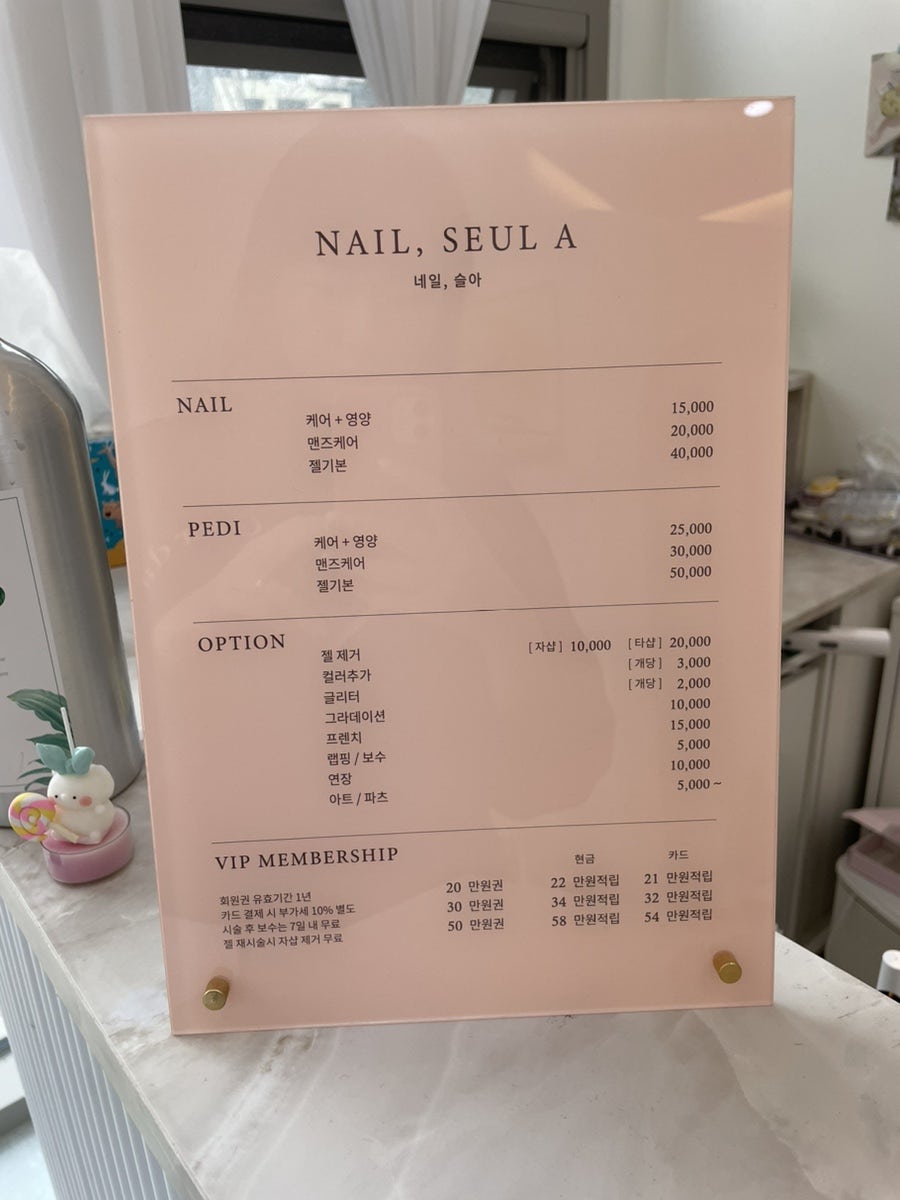 NAIL, SEUL A
네일, 슬아
NAIL
케어 + 영양 15,000
맨즈케어 20,000
젤기본 40,000
PEDI
케어 + 영양 25,000
맨즈케어 30,000
젤기본 50,000
OPTION
젤 제거 [ 자샵 ] 10,000 [ 타샵 ] 20,000
컬러추가 [ 개당 ] 3,000
글리터 [ 개당 ] 2,000
그라데이션 10,000
프렌치 15,000
랩핑 / 보수 5,000
연장 10,000
아트 / 파츠 5,000 ~
VIP MEMBERSHIP
현금 카드
회원권 유효기간 1년
카드 결제 시 부가세 10% 별도
시술 후 보수는 7일 내 무료
젤 재시술시 자샵 제거 무료
20 만원권 22 만원적립 21 만원적립
30 만원권 34 만원적립 32 만원적립
50 만원권 58 만원적립 54 만원적립